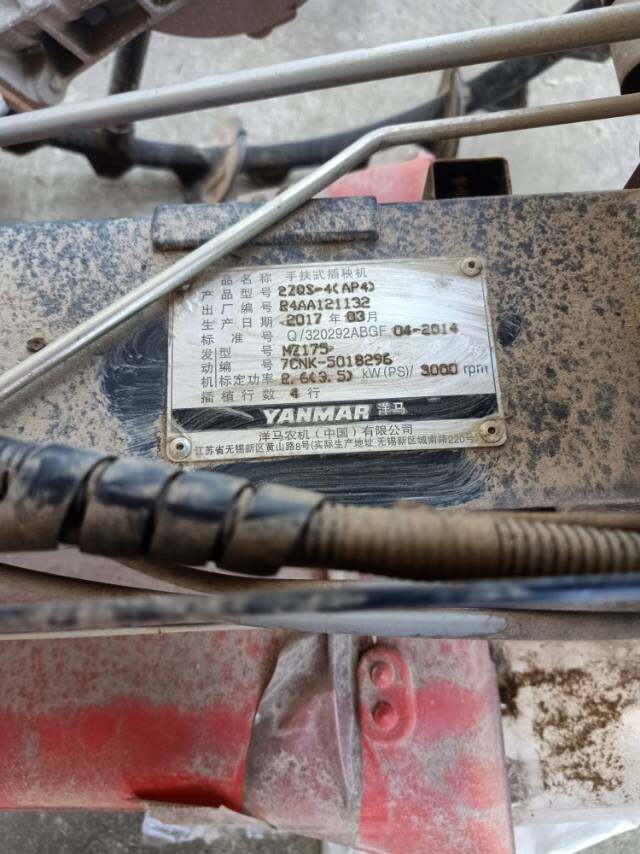 品名称 手扶式插秧机
产品型号 2ZQS-4(AP4)
出厂编号 R4AA121132
生产日期 2017年03月
标准号 Q/320292ABGF 04-2014
发型号 MZ175-
动编号 7CNK-5018296
机标定功率 2.6(3.5) kW(PS)/ 3000 rpm
插植行数 4 行
YANMAR 洋马
洋马农机(中国)有限公司
江苏省无锡新区黄山路8号(实际生产地址:无锡新区城南路220号)